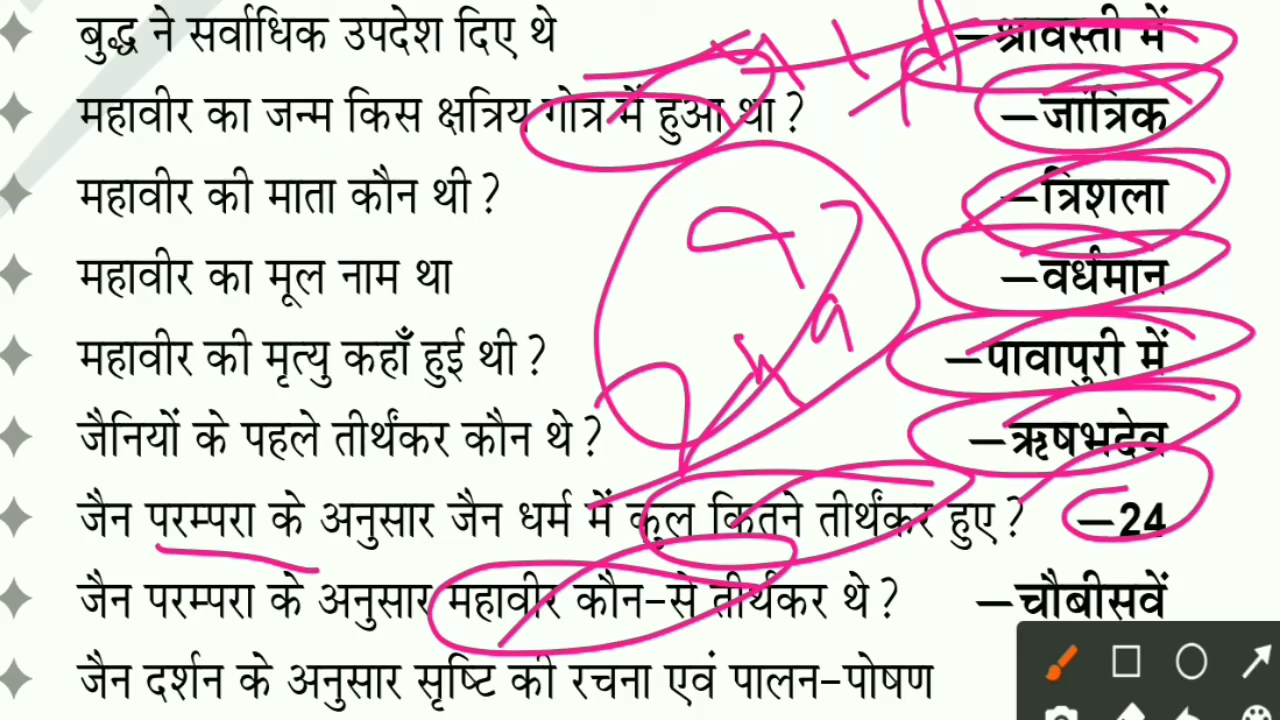 बुद्ध ने सर्वाधिक उपदेश दिए थे —श्रावस्ती में
महावीर का जन्म किस क्षत्रिय गोत्र में हुआ था? —जांत्रिक
महावीर की माता कौन थी? —त्रिशला
महावीर का मूल नाम था —वर्धमान
महावीर की मृत्यु कहाँ हुई थी? —पावापुरी में
जैनियों के पहले तीर्थंकर कौन थे? —ऋषभदेव
जैन परम्परा के अनुसार जैन धर्म में कुल कितने तीर्थंकर हुए? —24
जैन परम्परा के अनुसार महावीर कौन-से तीर्थंकर थे? —चौबीसवें
जैन दर्शन के अनुसार सृष्टि की रचना एवं पालन-पोषण